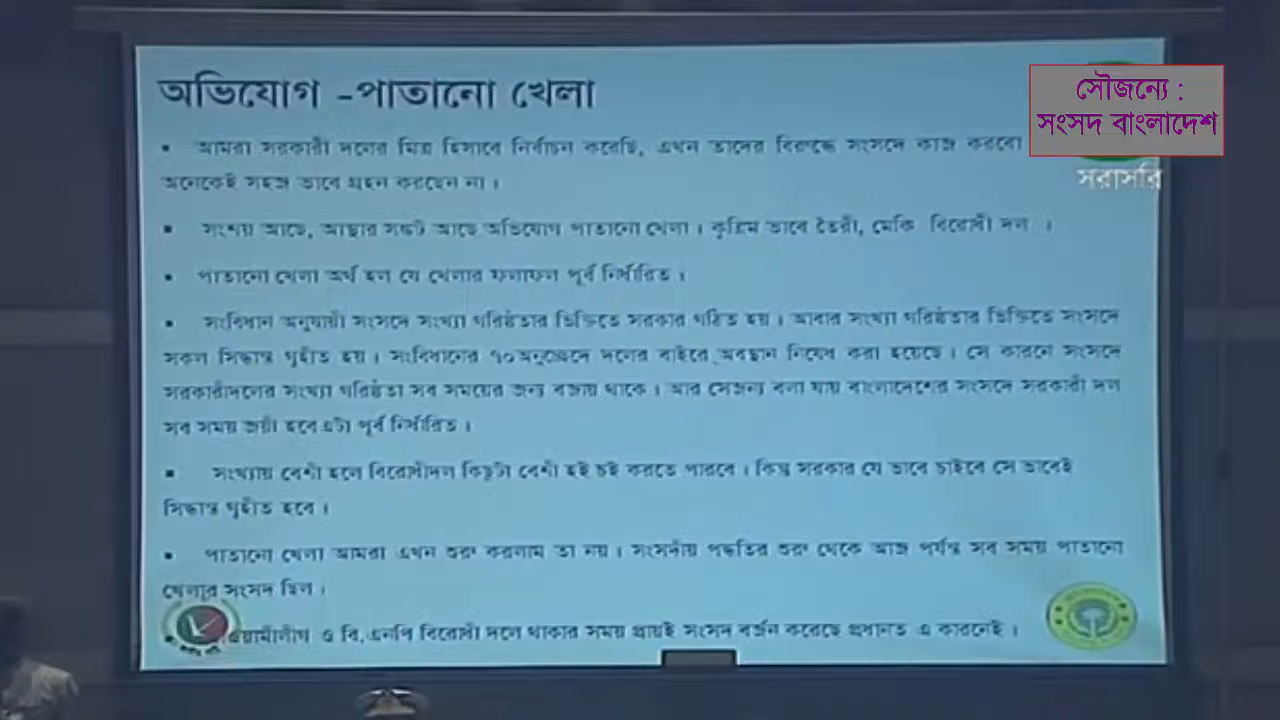 অভিযোগ -পাতানো খেলা
সৌজন্যে :
সংসদ বাংলাদেশ
সরাসরি
▪ আমরা সরকারী দলের মিত্র হিসাবে নির্বাচন করেছি, এখন তাদের বিরুদ্ধে সংসদে কাজ করবো
অনেকেই সহজ ভাবে গ্রহন করছেন না ।
▪ সংশয় আছে, আস্থার সঙ্কট আছে অভিযোগ পাতানো খেলা । কৃত্রিম ভাবে তৈরী, মেকি বিরোধী দল ।
▪ পাতানো খেলা অর্থ হল যে খেলার ফলাফল পূর্ব নির্ধারিত ।
▪ সংবিধান অনুযায়ী সংসদে সংখ্যা গরিষ্ঠতার ভিত্তিতে সরকার গঠিত হয় । আবার সংখ্যা গরিষ্ঠতার ভিত্তিতে সংসদে
সকল সিদ্ধান্ত গৃহীত হয় । সংবিধানের ৭০অনুচ্ছেদে দলের বাইরে অবস্থান নিষেধ করা হয়েছে । সে কারনে সংসদে
সরকারীদলের সংখ্যা গরিষ্ঠতা সব সময়ের জন্য বজায় থাকে । আর সেজন্য বলা যায় বাংলাদেশের সংসদে সরকারী দল
সব সময় জয়ী হবে এটা পূর্ব নির্ধারিত ।
▪ সংখ্যায় বেশী হলে বিরোধীদল কিছুটা বেশী হই চই করতে পারবে । কিন্তু সরকার যে ভাবে চাইবে সে ভাবেই
সিদ্ধান্ত গৃহীত হবে ।
▪ পাতানো খেলা আমরা এখন শুরু করলাম তা নয় । সংসদীয় পদ্ধতির শুরু থেকে আজ পর্যন্ত সব সময় পাতানো
খেলার সংসদ ছিল ।
▪ ওয়ামীলীগ ও বি,এনপি বিরোধী দলে থাকার সময় প্রায়ই সংসদ বর্জন করেছে প্রধানত এ কারনেই ।